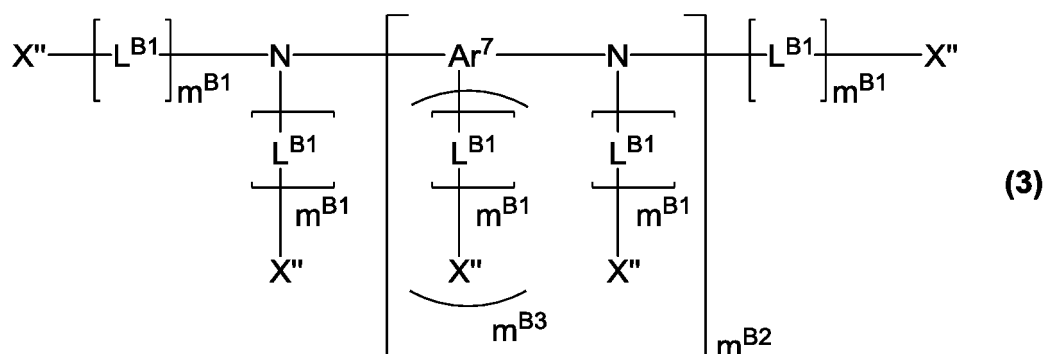 X" L^B1 m^B1 N Ar^7 N L^B1 m^B1 X"
L^B1 L^B1 L^B1
m^B1 m^B1 m^B1
(3)
X" X" X"
m^B3 m^B2